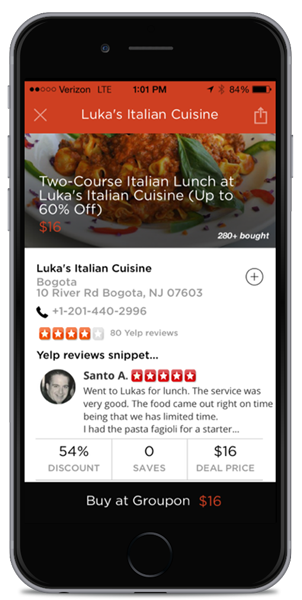 ●●○○○ Verizon LTE 1:01 PM 84%
Luka's Italian Cuisine
Two-Course Italian Lunch at
Luka's Italian Cuisine (Up to
60% Off)
$16
280+ bought
Luka's Italian Cuisine
Bogota
10 River Rd Bogota, NJ 07603
+1-201-440-2996
80 Yelp reviews
Yelp reviews snippet...
Santo A.
Went to Lukas for lunch. The service was
very good. The food came out right on time
being that we has limited time.
I had the pasta fagioli for a starter...
54% 0 $16
DISCOUNT SAVES DEAL PRICE
Buy at Groupon $16